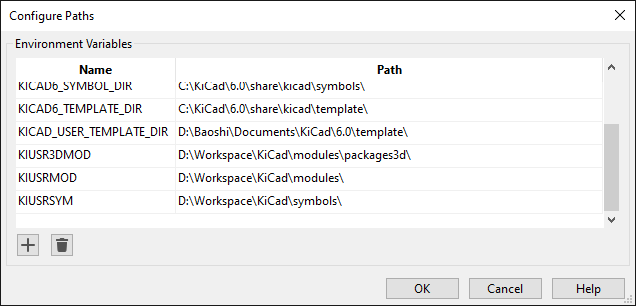 Configure Paths
Environment Variables
Name Path
KICAD6_SYMBOL_DIR C:\KiCad\6.0\share\kicad\symbols\
KICAD6_TEMPLATE_DIR C:\KiCad\6.0\share\kicad\template\
KICAD_USER_TEMPLATE_DIR D:\Baoshi\Documents\KiCad\6.0\template\
KIUSR3DMOD D:\Workspace\KiCad\modules\packages3d\
KIUSRMOD D:\Workspace\KiCad\modules\
KIUSRSYM D:\Workspace\KiCad\symbols\
OK Cancel Help